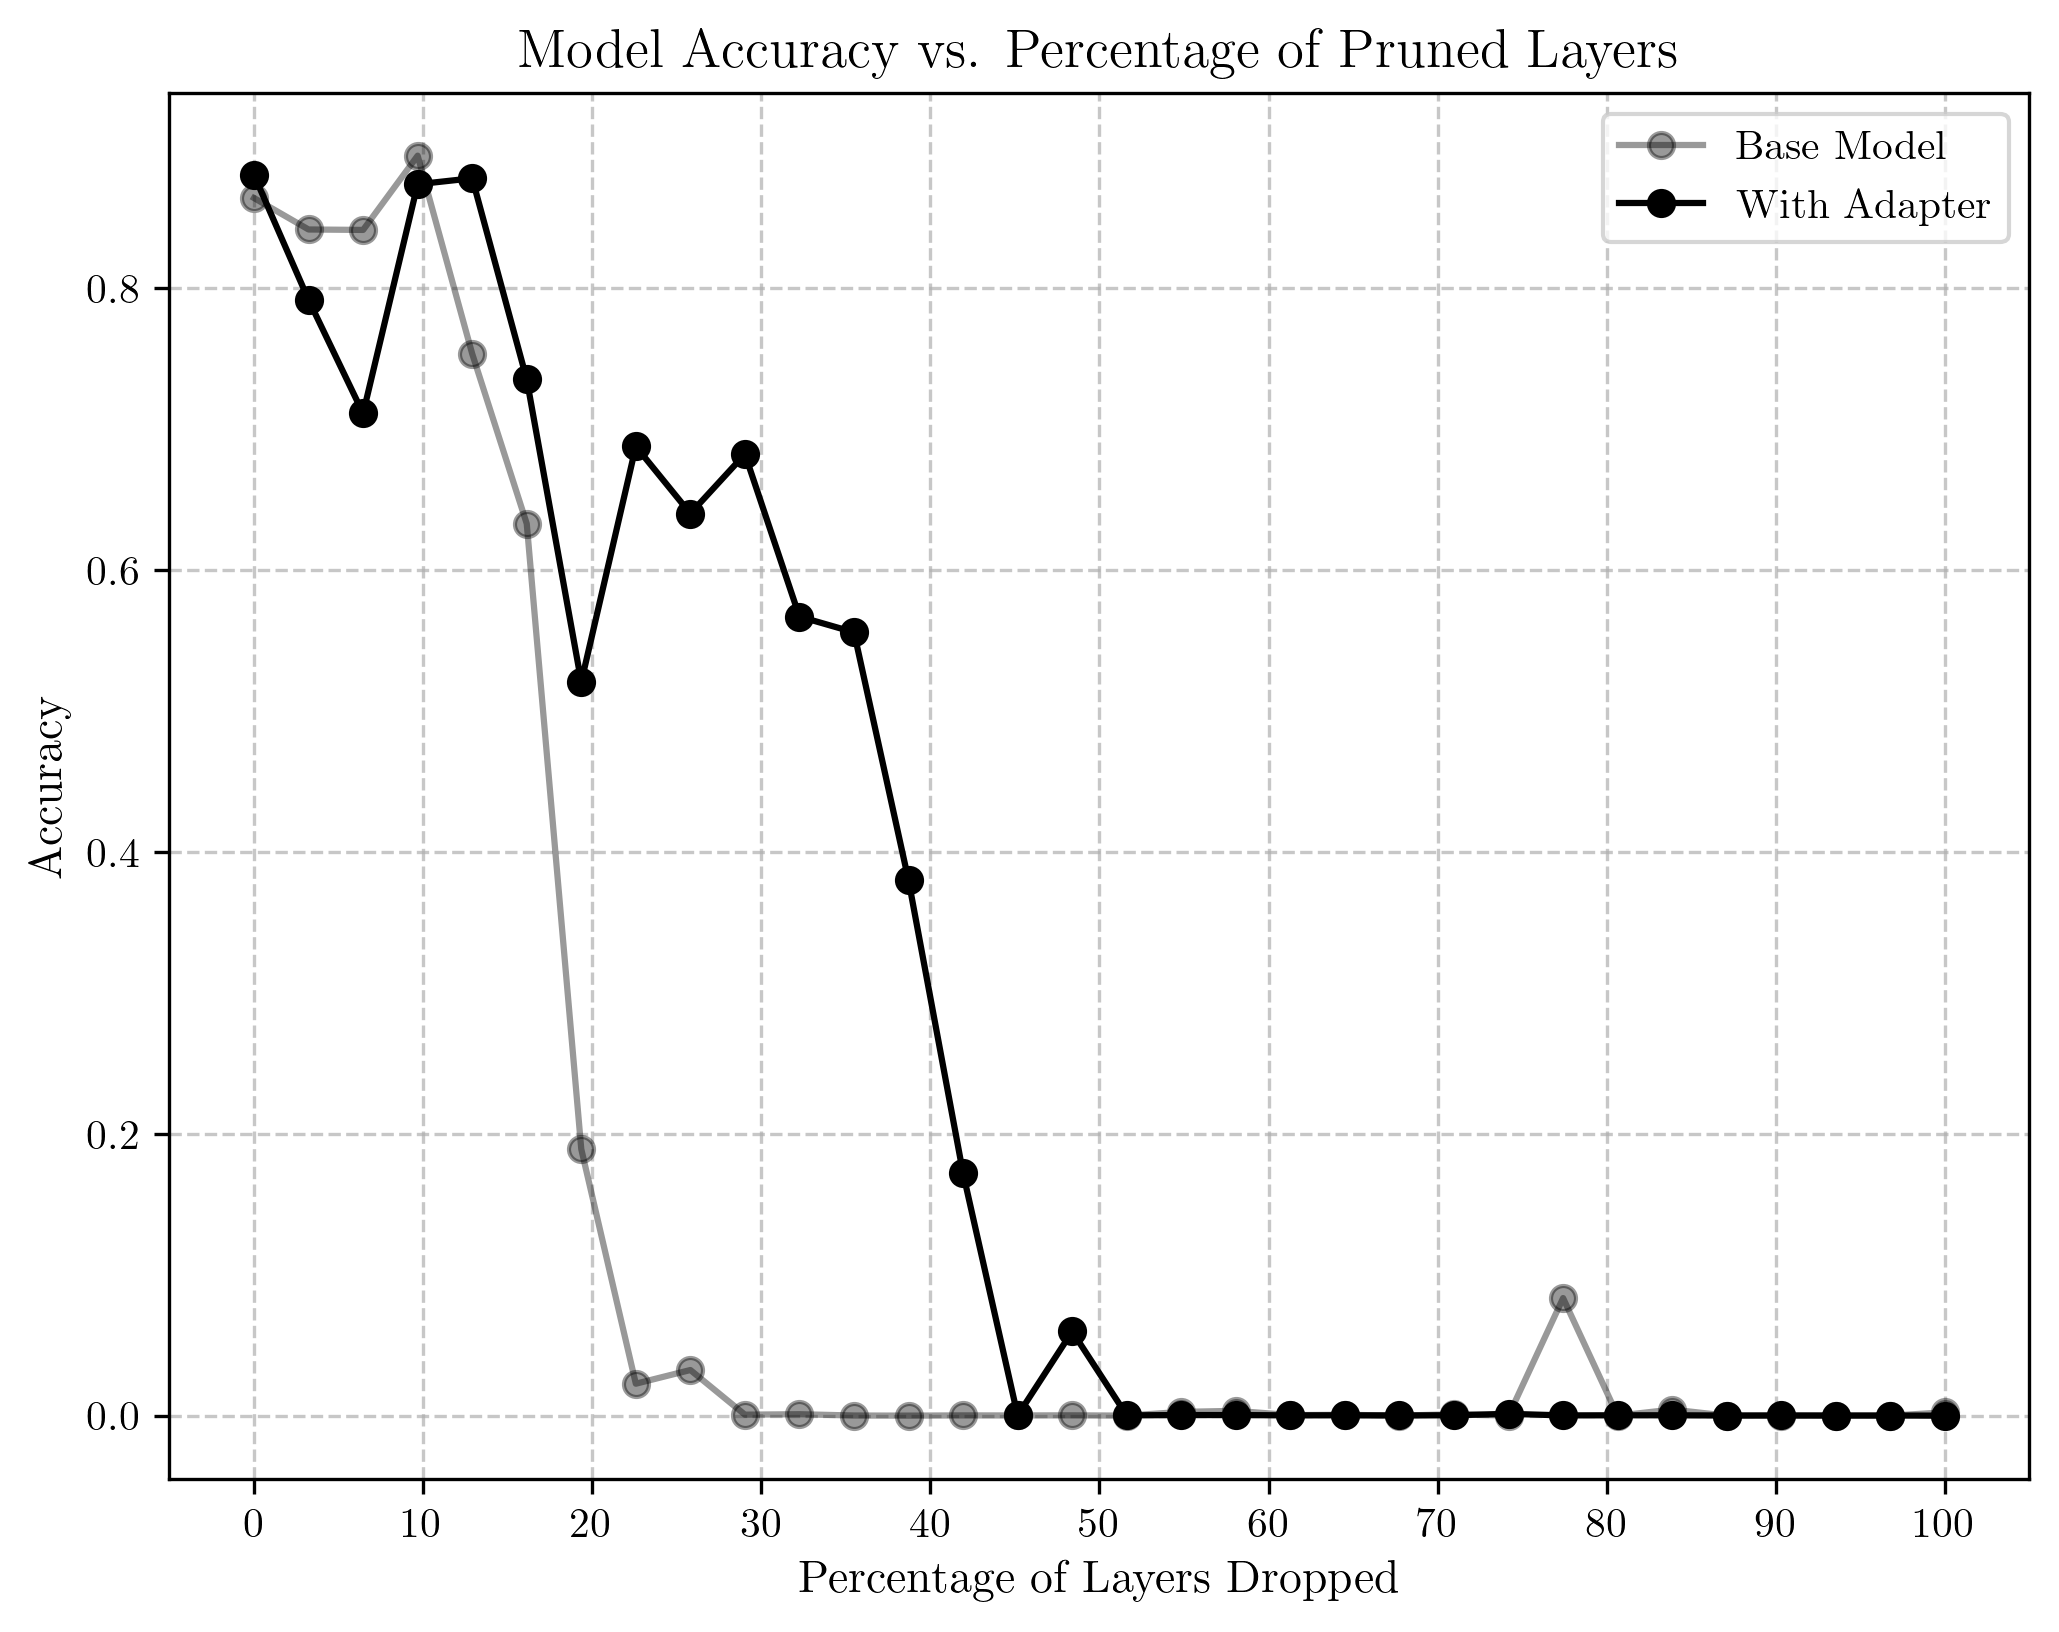 Model Accuracy vs. Percentage of Pruned Layers
Base Model
With Adapter
Accuracy
0.8
0.6
0.4
0.2
0.0
0 10 20 30 40 50 60 70 80 90 100
Percentage of Layers Dropped